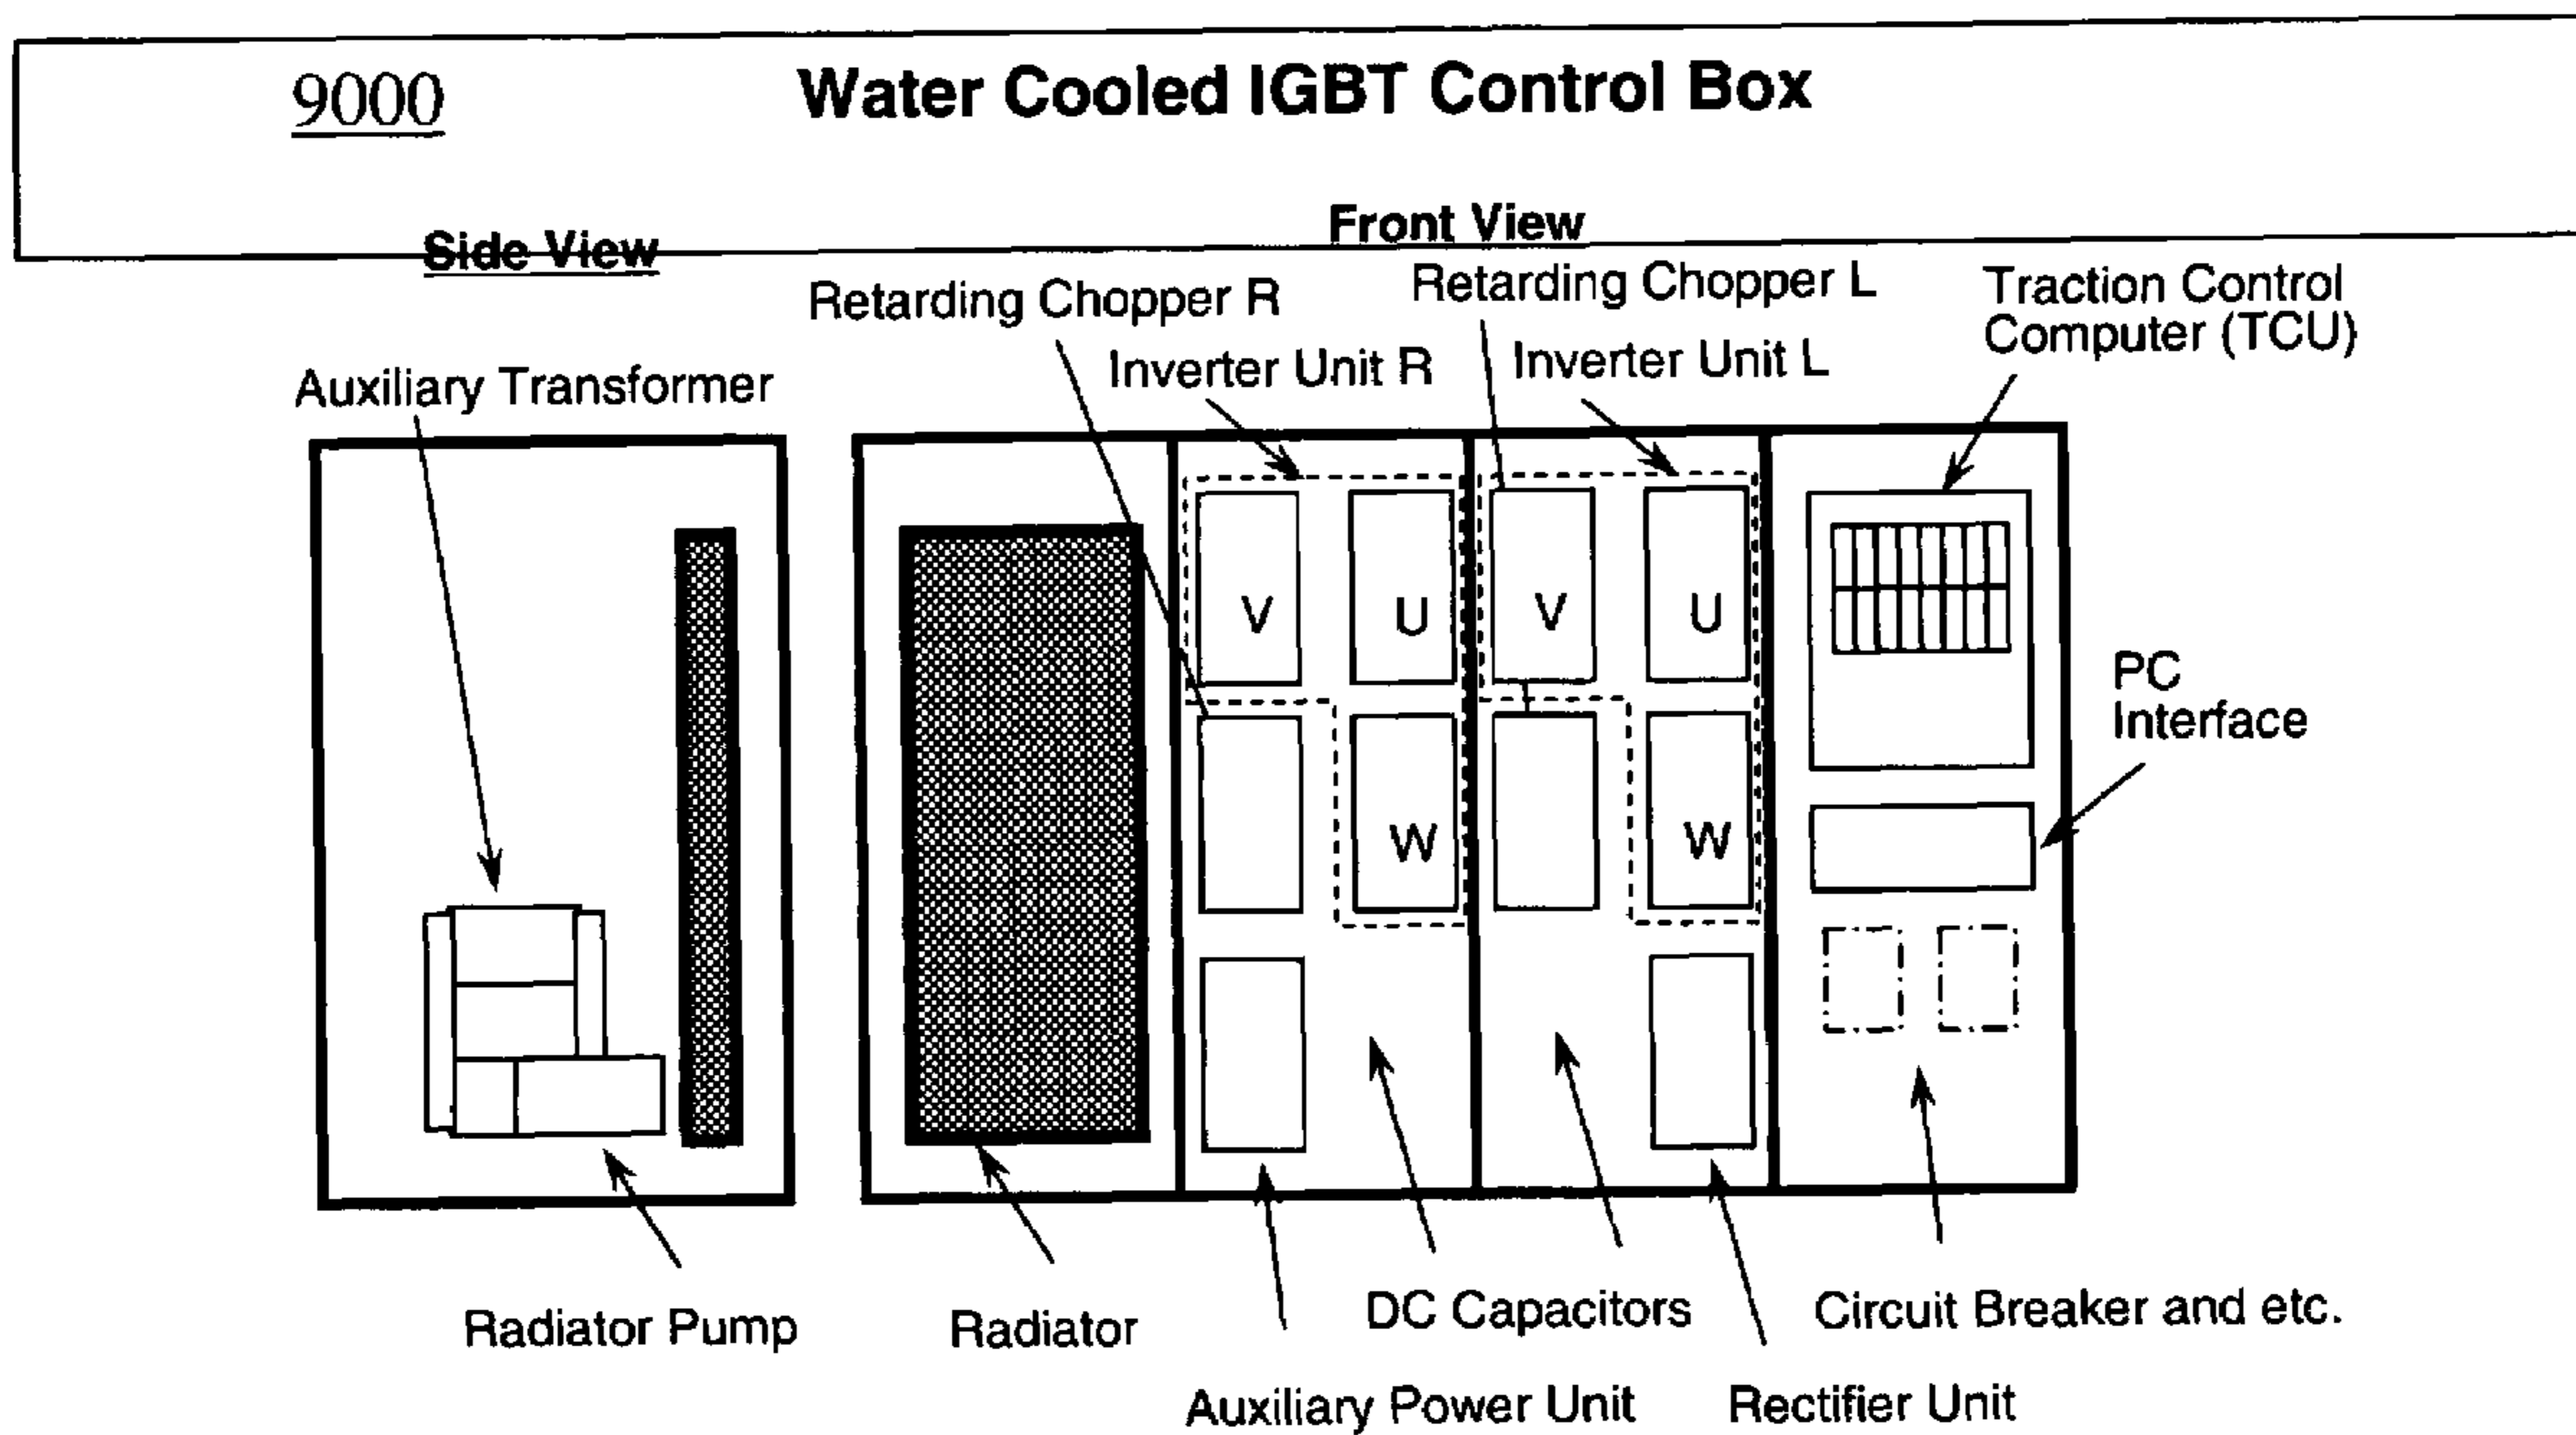 9000
Water Cooled IGBT Control Box
Side View
Front View
Retarding Chopper R
Retarding Chopper L
Traction Control
Computer (TCU)
Auxiliary Transformer
Inverter Unit R
Inverter Unit L
V
U
V
U
PC
Interface
W
W
Radiator Pump
Radiator
DC Capacitors
Circuit Breaker and etc.
Auxiliary Power Unit
Rectifier Unit